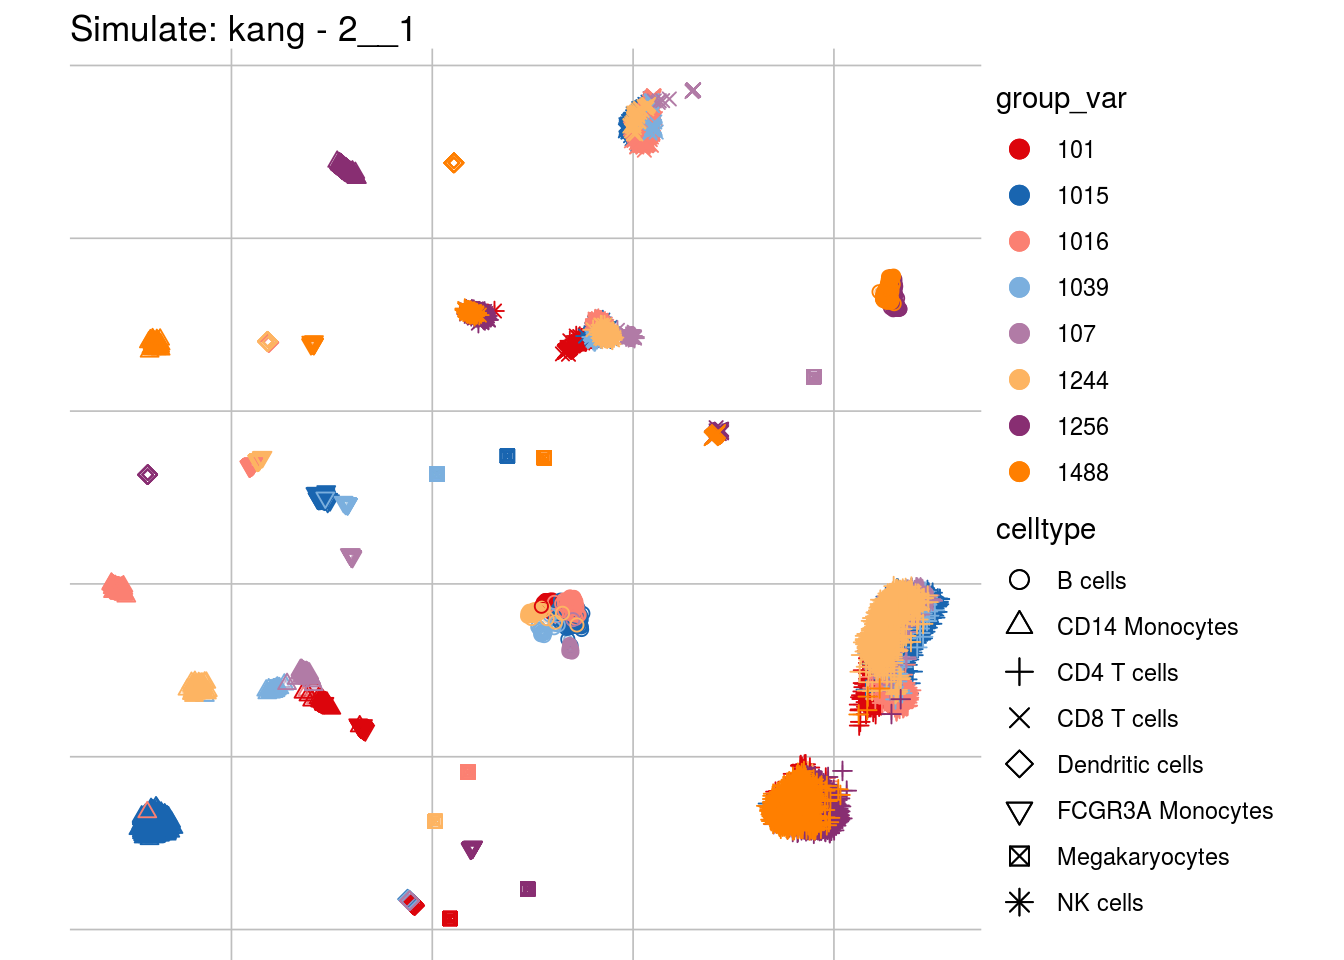 Simulate: kang - 2__1
group_var
101
1015
1016
1039
107
1244
1256
1488
celltype
B cells
CD14 Monocytes
CD4 T cells
CD8 T cells
Dendritic cells
FCGR3A Monocytes
Megakaryocytes
NK cells